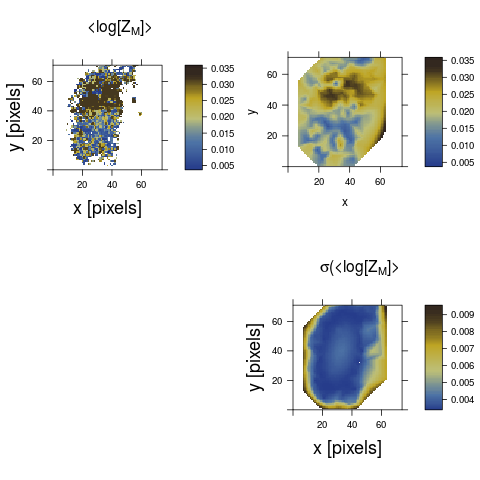 <log[Z_M]>
0.035
0.030
0.025
0.020
0.015
0.010
0.005
60
40
20
y [pixels]
20 40 60
x [pixels]
0.035
0.030
0.025
0.020
0.015
0.010
0.005
60
40
20
y
20 40 60
x
σ(<log[Z_M]>
0.009
0.008
0.007
0.006
0.005
0.004
60
40
20
y [pixels]
20 40 60
x [pixels]